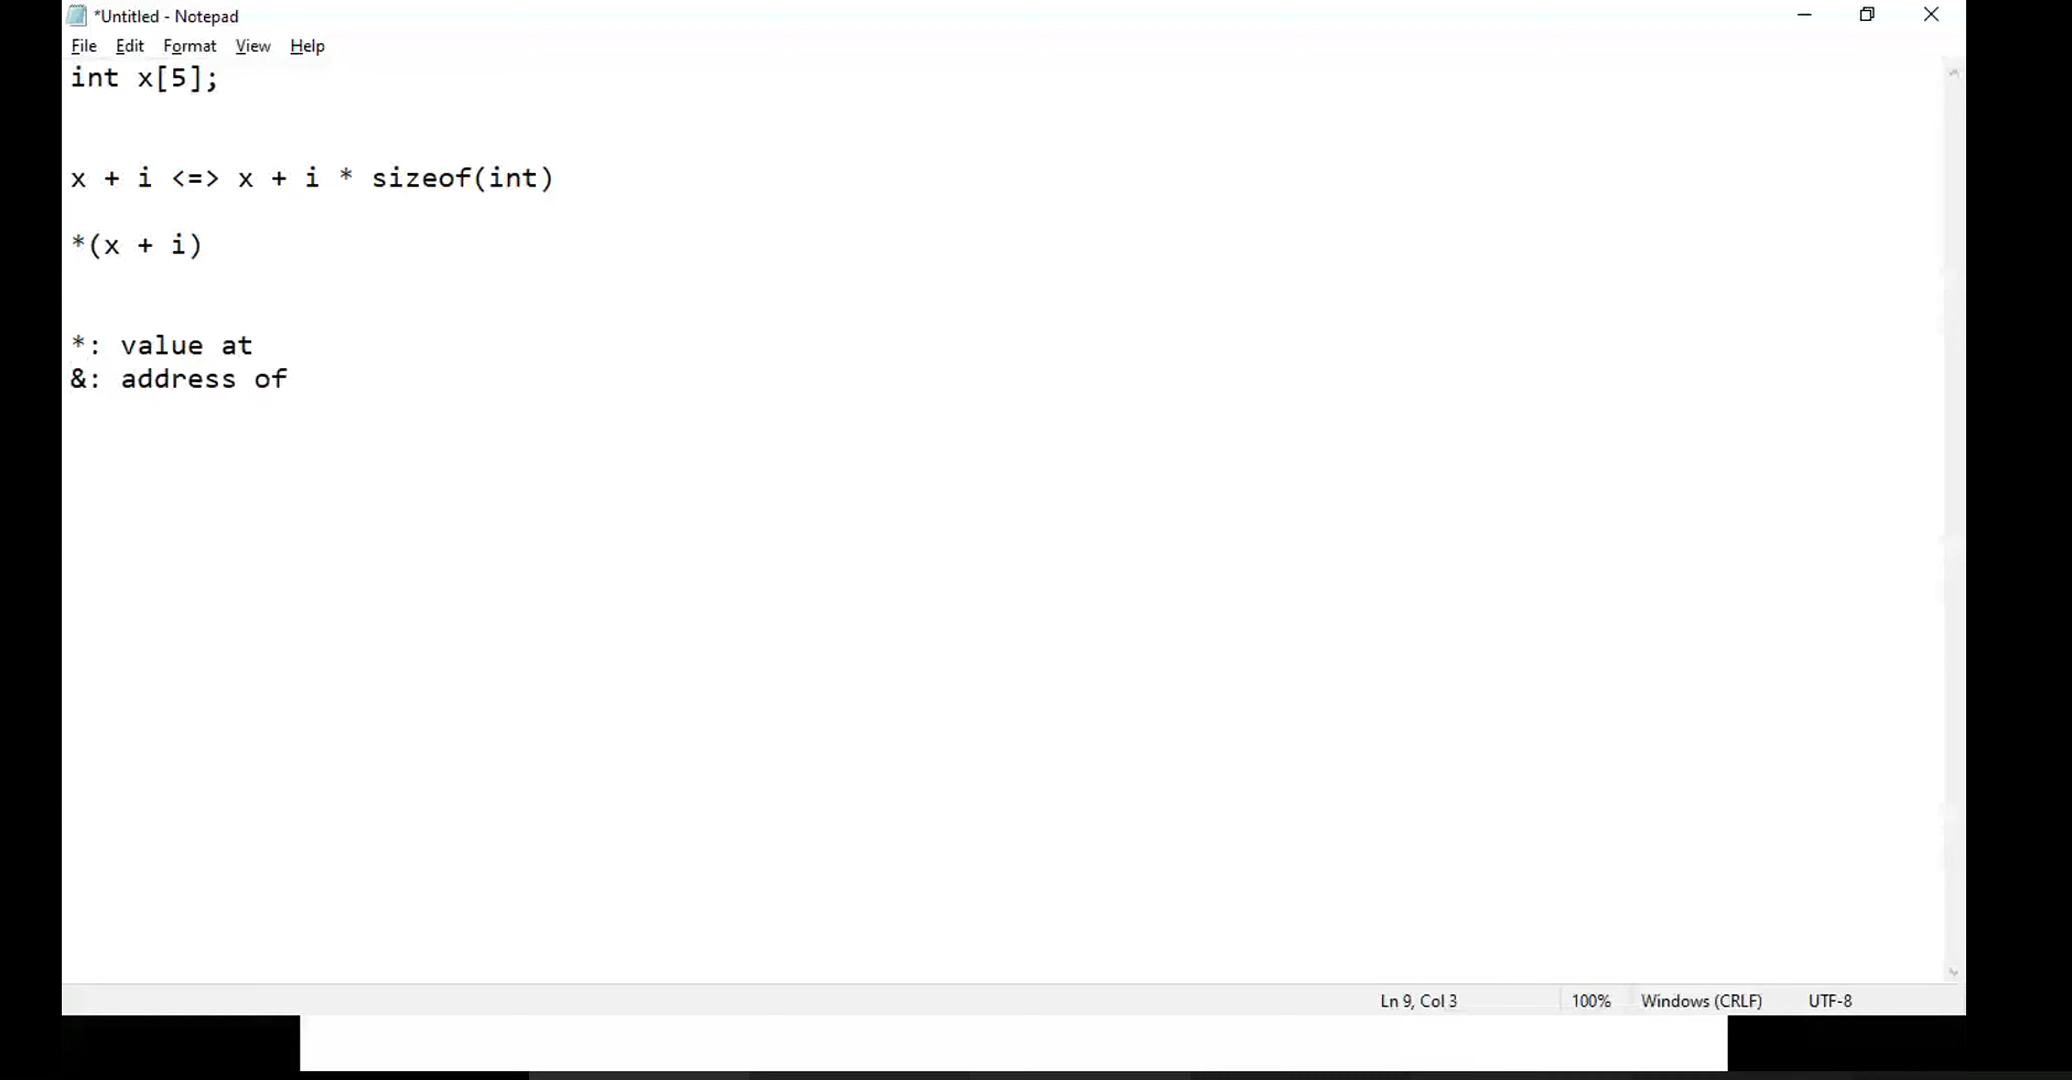 *Untitled - Notepad
File Edit Format View Help
int x[5];
x + i <=> x + i * sizeof(int)
*(x + i)
*: value at
&: address of
Ln 9, Col 3 100% Windows (CRLF) UTF-8